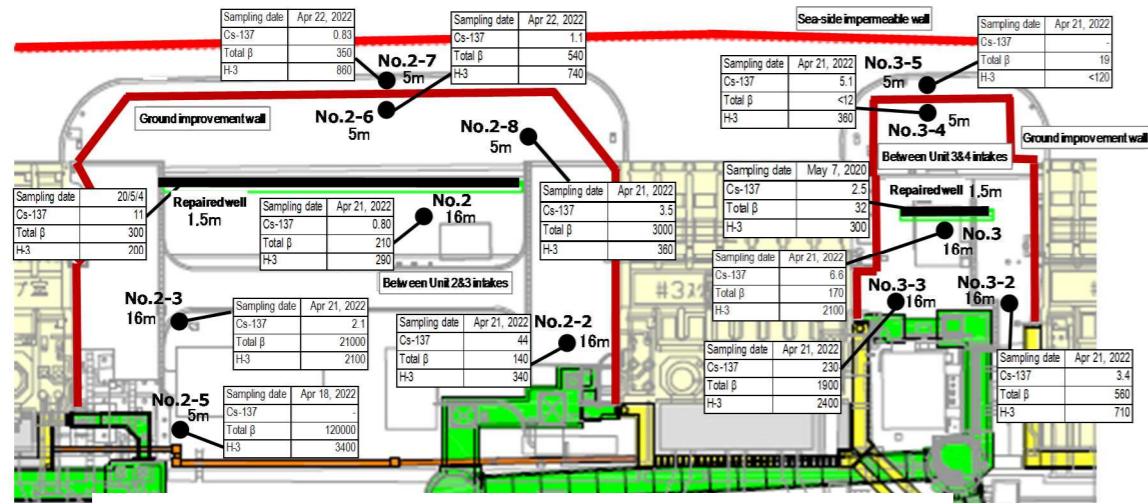 Sampling date Apr 22, 2022
Cs-137 0.83
Total β 350
H-3 860
Sampling date Apr 22, 2022
Cs-137 1.1
Total β 540
H-3 740
Sea-side impermeable wall
Sampling date Apr 21, 2022
Cs-137 -
Total β 19
H-3 <120
No.2-7
5m
No.3-5
5m
Sampling date Apr 21, 2022
Cs-137 5.1
Total β <12
H-3 360
Ground improvement wall
No.2-6
5m
No.2-8
5m
No.3-4
5m
Ground improvement wall
Between Unit 3&4 intakes
Sampling date 20/5/4
Cs-137 11
Total β 300
H-3 200
Repaired well
1.5m
Sampling date Apr 21, 2022
Cs-137 0.80
Total β 210
H-3 290
No.2
16m
Sampling date Apr 21, 2022
Cs-137 3.5
Total β 3000
H-3 360
Sampling date May 7, 2020
Cs-137 2.5
Total β 32
H-3 300
Repaired well 1.5m
No.3
16m
Between Unit 2&3 intakes
Sampling date Apr 21, 2022
Cs-137 6.6
Total β 170
H-3 2100
No.2-3
16m
Sampling date Apr 21, 2022
Cs-137 2.1
Total β 21000
H-3 2100
Sampling date Apr 21, 2022
Cs-137 44
Total β 140
H-3 340
No.2-2
16m
No.3-3
16m
No.3-2
16m
Sampling date Apr 21, 2022
Cs-137 230
Total β 1900
H-3 2400
Sampling date Apr 21, 2022
Cs-137 3.4
Total β 560
H-3 710
No.2-5
5m
Sampling date Apr 18, 2022
Cs-137 -
Total β 120000
H-3 3400